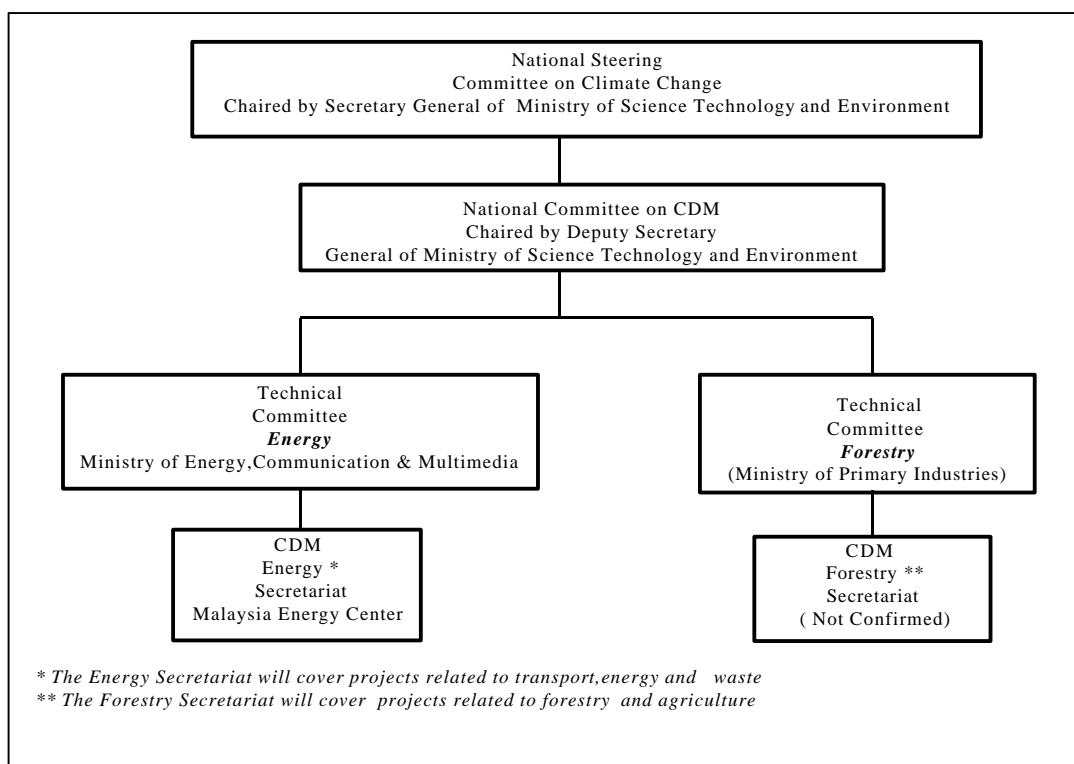 National Steering
Committee on Climate Change
Chaired by Secretary General of Ministry of Science Technology and Environment
National Committee on CDM
Chaired by Deputy Secretary
General of Ministry of Science Technology and Environment
Technical
Committee
Energy
Ministry of Energy,Communication & Multimedia
Technical
Committee
Forestry
(Ministry of Primary Industries)
CDM
Energy *
Secretariat
Malaysia Energy Center
CDM
Forestry **
Secretariat
( Not Confirmed)
* The Energy Secretariat will cover projects related to transport,energy and waste
** The Forestry Secretariat will cover projects related to forestry and agriculture